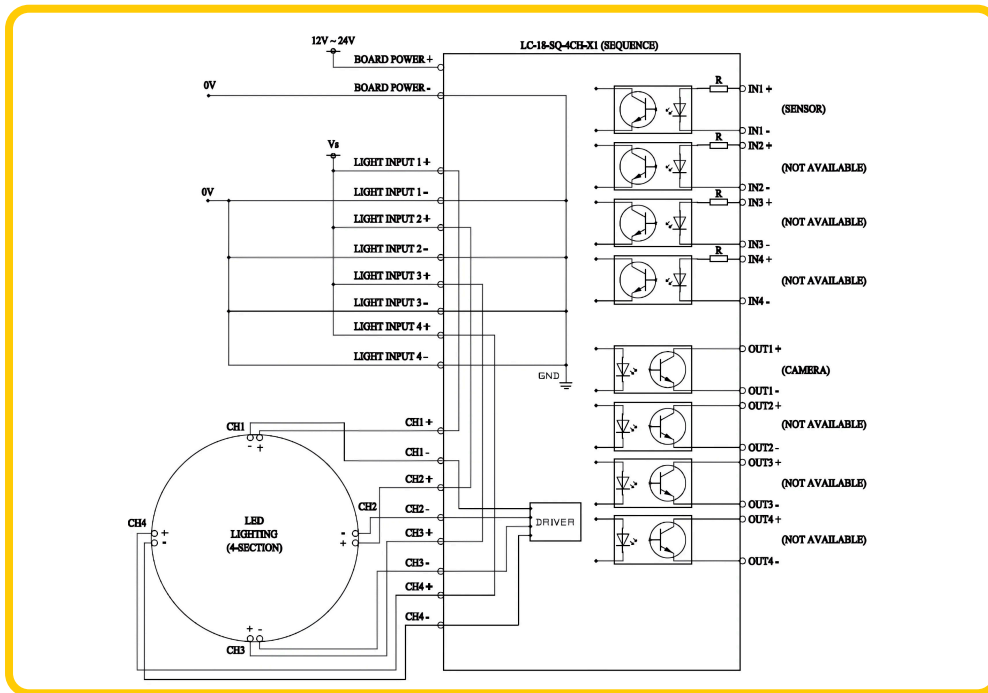 LC-18-SQ-4CH-X1 (SEQUENCE)
12V ~ 24V
BOARD POWER +
BOARD POWER -
0V
Vs
LIGHT INPUT 1 +
LIGHT INPUT 1 -
0V
LIGHT INPUT 2 +
LIGHT INPUT 2 -
LIGHT INPUT 3 +
LIGHT INPUT 3 -
LIGHT INPUT 4 +
LIGHT INPUT 4 -
GND
CH1 +
CH1 -
CH2 +
CH2 -
CH3 +
CH3 -
CH4 +
CH4 -
CH1
- +
CH2
-
+
CH4
+
-
LED
LIGHTING
(4-SECTION)
+ -
CH3
DRIVER
R
IN1 +
(SENSOR)
IN1 -
R
IN2 +
(NOT AVAILABLE)
IN2 -
R
IN3 +
(NOT AVAILABLE)
IN3 -
R
IN4 +
(NOT AVAILABLE)
IN4 -
OUT1 +
(CAMERA)
OUT1 -
OUT2 +
(NOT AVAILABLE)
OUT2 -
OUT3 +
(NOT AVAILABLE)
OUT3 -
OUT4 +
(NOT AVAILABLE)
OUT4 -